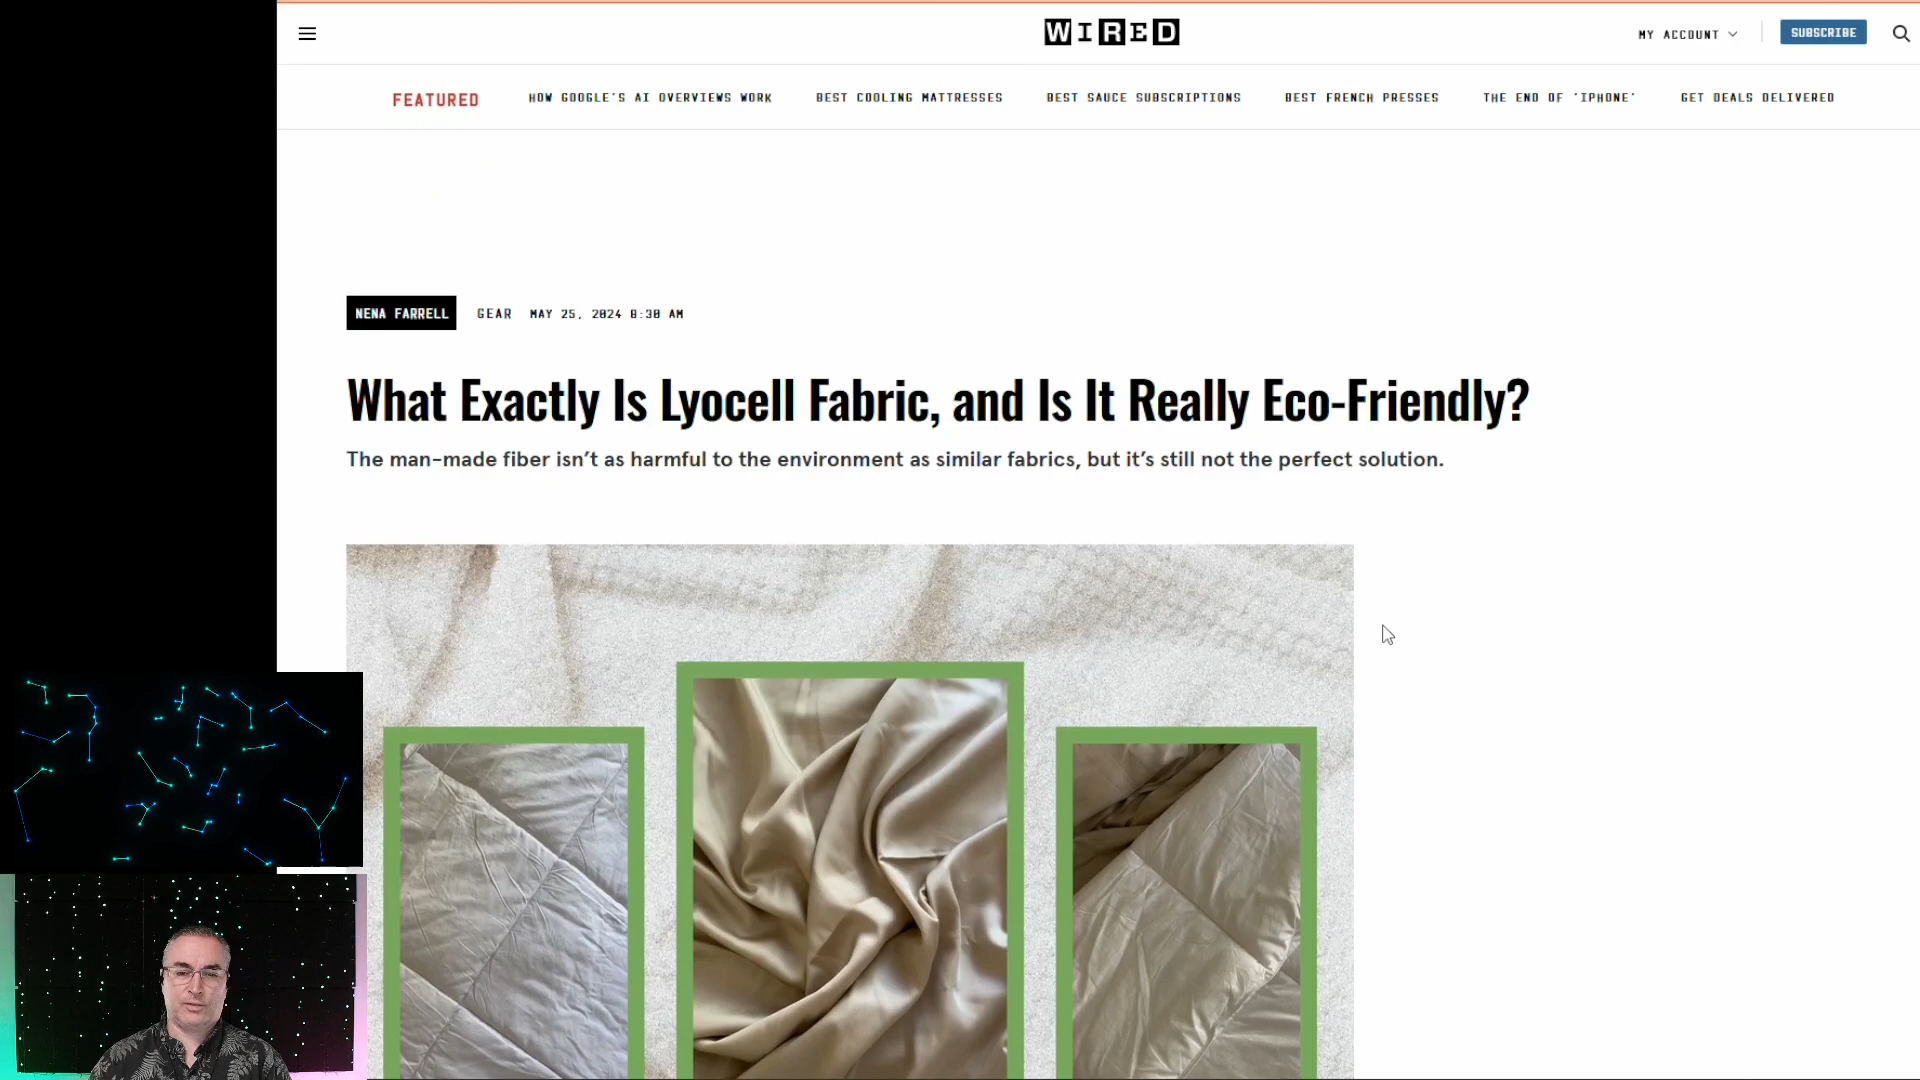 WIRED
MY ACCOUNT
SUBSCRIBE
FEATURED
HOW GOOGLE'S AI OVERVIEWS WORK
BEST COOLING MATTRESSES
BEST SAUCE SUBSCRIPTIONS
BEST FRENCH PRESSES
THE END OF 'IPHONE'
GET DEALS DELIVERED
NENA FARRELL
GEAR
MAY 25, 2024 8:30 AM
What Exactly Is Lyocell Fabric, and Is It Really Eco-Friendly?
The man-made fiber isn’t as harmful to the environment as similar fabrics, but it’s still not the perfect solution.